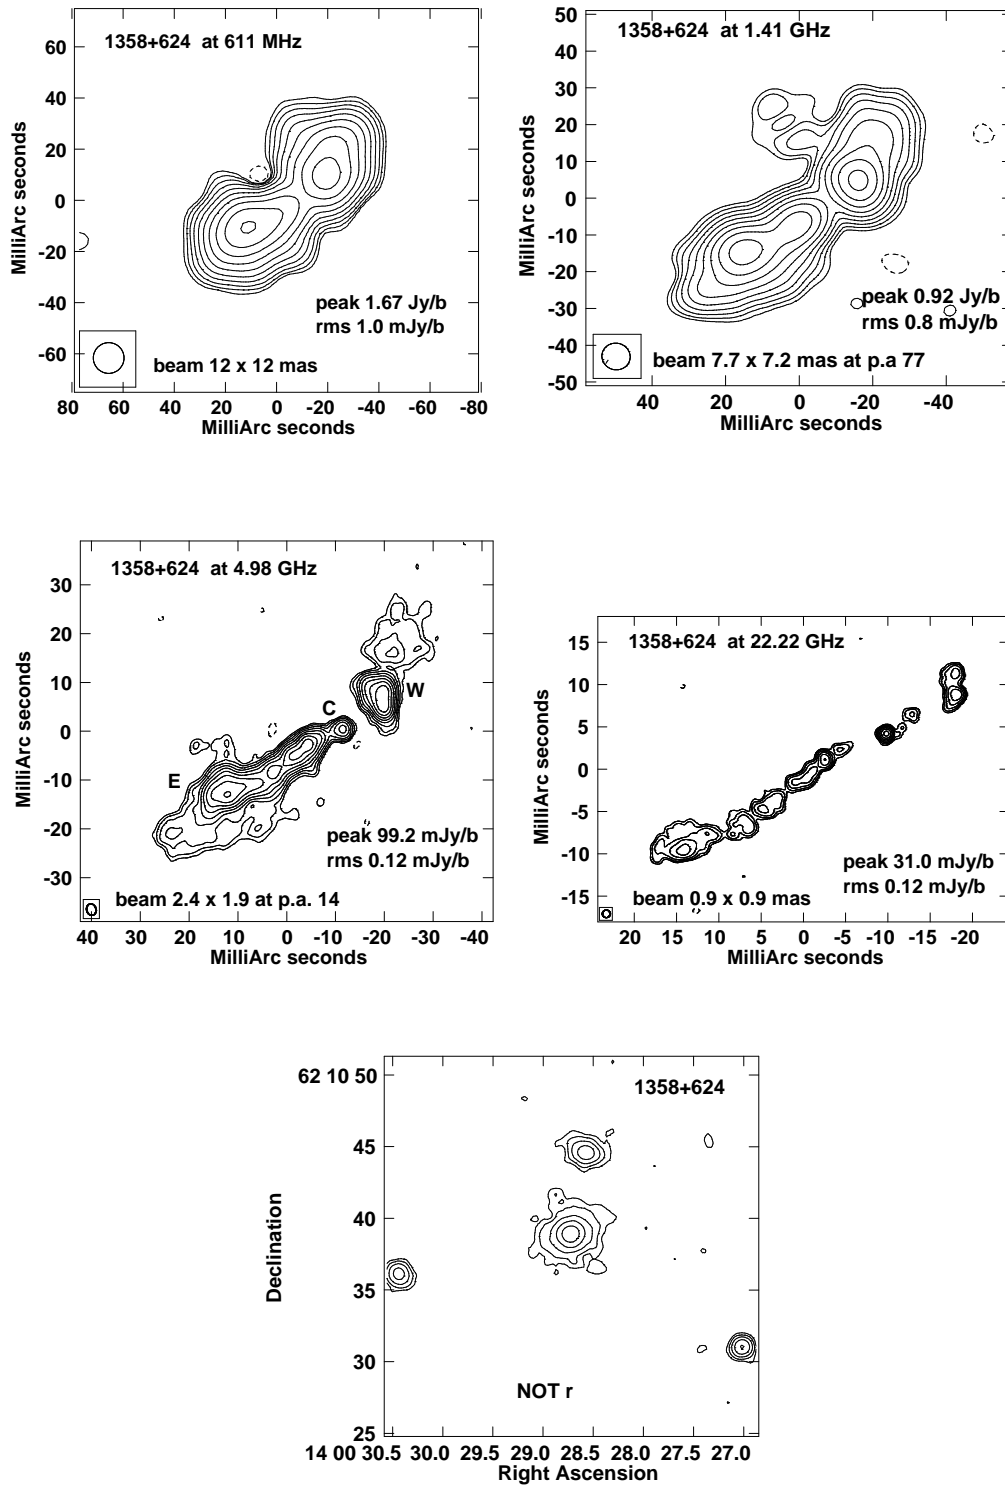 1358+624 at 611 MHz
60
40
20
0
-20
-40
-60
MilliArc seconds
peak 1.67 Jy/b
rms 1.0 mJy/b
beam 12 x 12 mas
80 60 40 20 0 -20 -40 -60 -80
MilliArc seconds
1358+624 at 1.41 GHz
50
40
30
20
10
0
-10
-20
-30
-40
-50
MilliArc seconds
peak 0.92 Jy/b
rms 0.8 mJy/b
beam 7.7 x 7.2 mas at p.a 77
40 20 0 -20 -40
MilliArc seconds
1358+624 at 4.98 GHz
30
20
10
0
-10
-20
-30
MilliArc seconds
W
C
E
peak 99.2 mJy/b
rms 0.12 mJy/b
beam 2.4 x 1.9 at p.a. 14
40 30 20 10 0 -10 -20 -30 -40
MilliArc seconds
1358+624 at 22.22 GHz
15
10
5
0
-5
-10
-15
MilliArc seconds
peak 31.0 mJy/b
rms 0.12 mJy/b
beam 0.9 x 0.9 mas
20 15 10 5 0 -5 -10 -15 -20
MilliArc seconds
1358+624
62 10 50
45
40
35
30
25
Declination
NOT r
14 00 30.5 30.0 29.5 29.0 28.5 28.0 27.5 27.0
Right Ascension